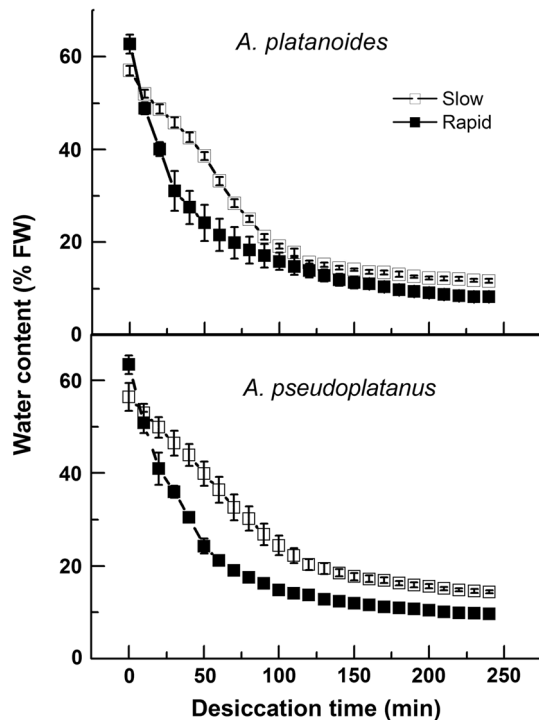 A. platanoides
Slow
Rapid
60
40
20
0
Water content (% FW)
A. pseudoplatanus
60
40
20
0
0 50 100 150 200 250
Desiccation time (min)